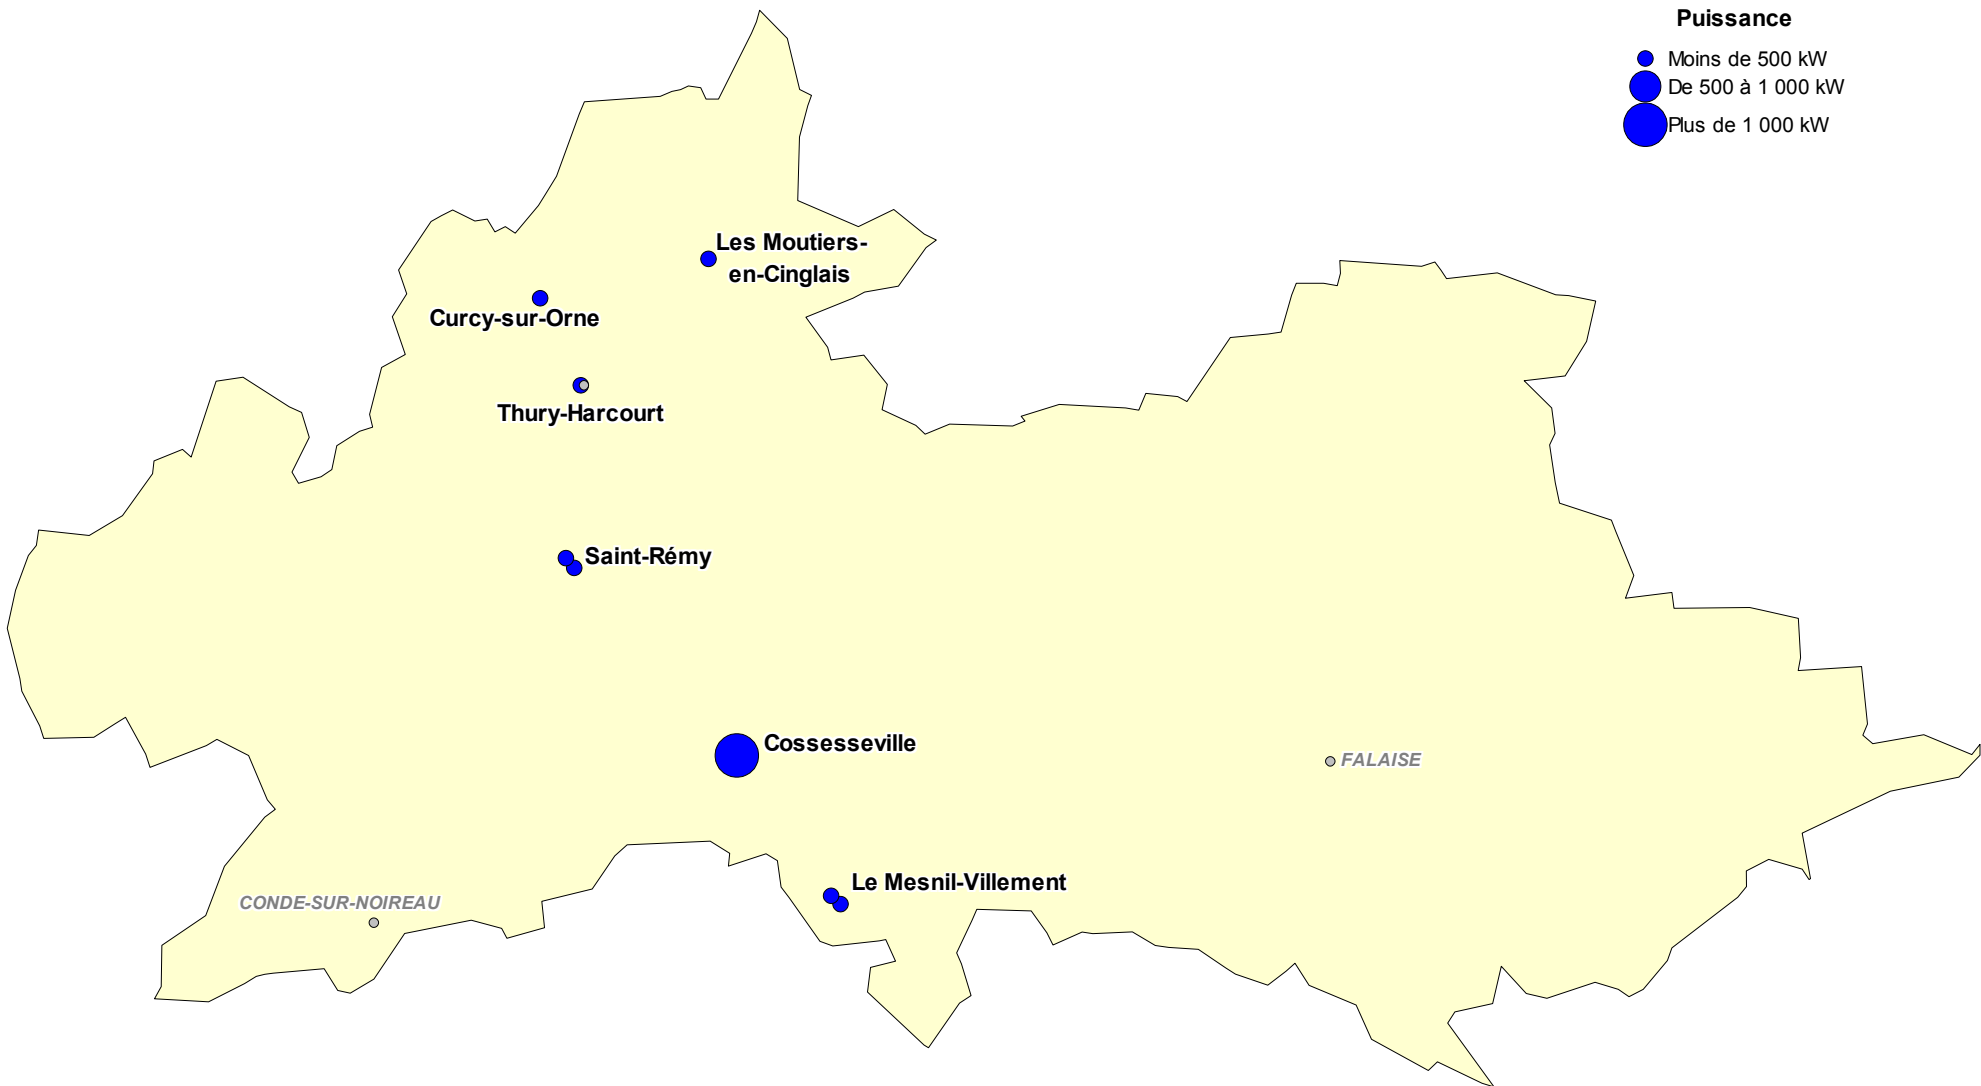 Puissance
Moins de 500 kW
De 500 à 1 000 kW
Plus de 1 000 kW
Les Moutiers-
en-Cinglais
Curcy-sur-Orne
Thury-Harcourt
Saint-Rémy
Cossesseville
FALAISE
Le Mesnil-Villement
CONDE-SUR-NOIREAU